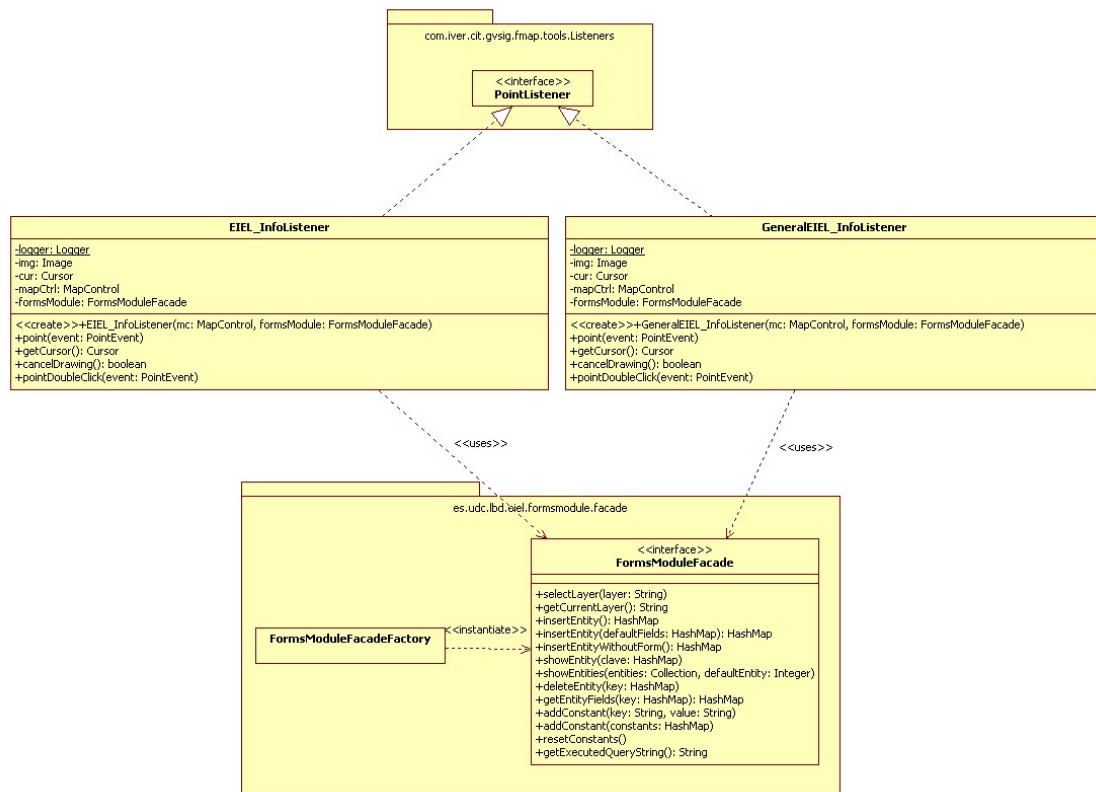 com.iver.cit.gvsig.fmap.tools.Listeners
<<interface>>
PointListener
EIEL_InfoListener
-logger: Logger
-img: Image
-cur: Cursor
-mapCtrl: MapControl
-formsModule: FormsModuleFacade
<<create>>+EIEL_InfoListener(mc: MapControl, formsModule: FormsModuleFacade)
+point(event: PointEvent)
+getCursor(): Cursor
+cancelDrawing(): boolean
+pointDoubleClick(event: PointEvent)
GeneralEIEL_InfoListener
-logger: Logger
-img: Image
-cur: Cursor
-mapCtrl: MapControl
-formsModule: FormsModuleFacade
<<create>>+GeneralEIEL_InfoListener(mc: MapControl, formsModule: FormsModuleFacade)
+point(event: PointEvent)
+getCursor(): Cursor
+cancelDrawing(): boolean
+pointDoubleClick(event: PointEvent)
<<uses>>
<<uses>>
es.udc.lbd.eiel.formsmodule.facade
FormsModuleFacadeFactory
<<instantiate>>
<<interface>>
FormsModuleFacade
+selectLayer(layer: String)
+getCurrentLayer(): String
+insertEntity(): HashMap
+insertEntity(defaultFields: HashMap): HashMap
+insertEntityWithoutForm(): HashMap
+showEntity(clave: HashMap)
+showEntities(entities: Collection, defaultEntity: Integer)
+deleteEntity(key: HashMap)
+getEntityFields(key: HashMap): HashMap
+addConstant(key: String, value: String)
+addConstant(constants: HashMap)
+resetConstants()
+getExecutedQueryString(): String